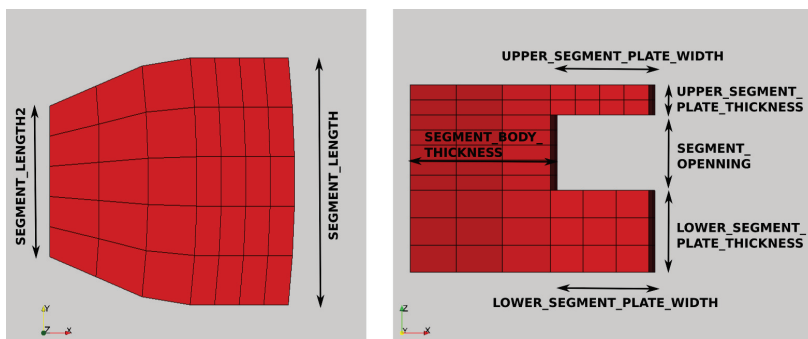 SEGMENT_LENGTH2
SEGMENT_LENGTH
Y
Z
X
UPPER_SEGMENT_PLATE_WIDTH
UPPER_SEGMENT_
PLATE_THICKNESS
SEGMENT_BODY_
THICKNESS
SEGMENT_
OPENNING
LOWER_SEGMENT_
PLATE_THICKNESS
LOWER_SEGMENT_PLATE_WIDTH
Z
Y
X